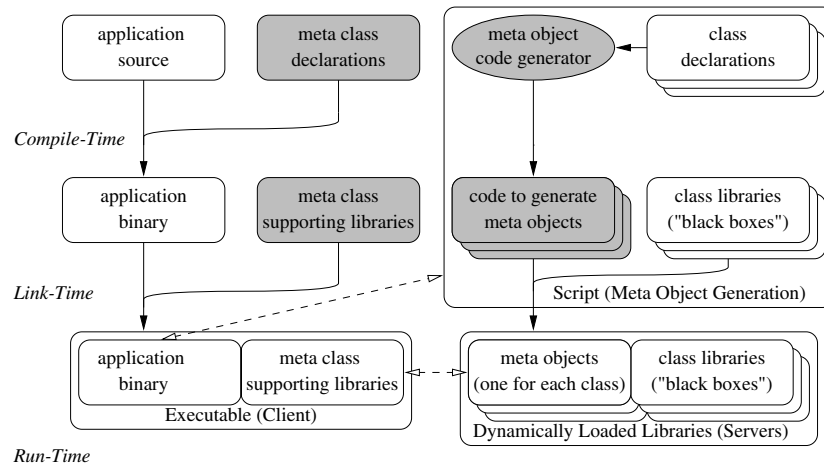 application
source
meta class
declarations
meta object
code generator
class
declarations
Compile-Time
application
binary
meta class
supporting libraries
code to generate
meta objects
class libraries
("black boxes")
Link-Time
Script (Meta Object Generation)
application
binary
meta class
supporting libraries
meta objects
(one for each class)
class libraries
("black boxes")
Executable (Client)
Dynamically Loaded Libraries (Servers)
Run-Time